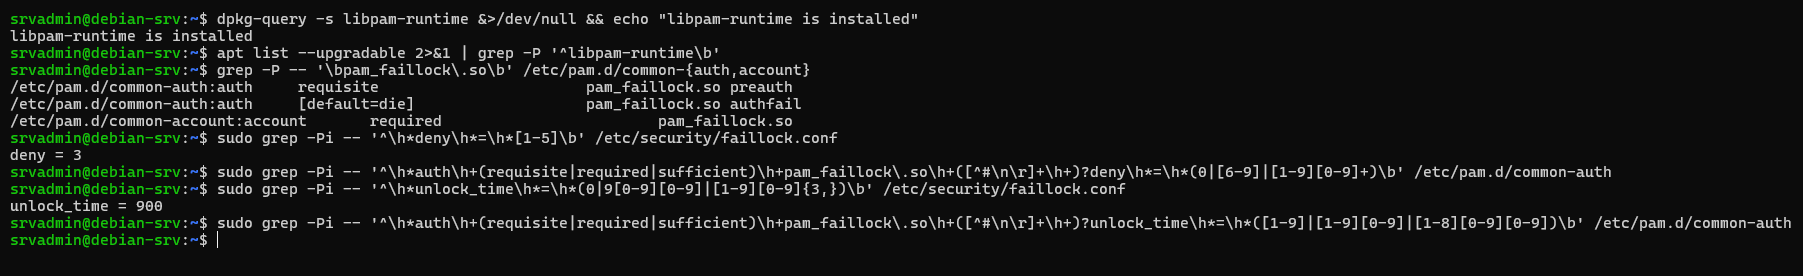 srvadmin@debian-srv:~$ dpkg-query -s libpam-runtime &>/dev/null && echo "libpam-runtime is installed"
libpam-runtime is installed
srvadmin@debian-srv:~$ apt list --upgradable 2>&1 | grep -P '^libpam-runtime\b'
srvadmin@debian-srv:~$ grep -P -- '\bpam_faillock\.so\b' /etc/pam.d/common-{auth,account}
/etc/pam.d/common-auth:auth     requisite                       pam_faillock.so preauth
/etc/pam.d/common-auth:auth     [default=die]                   pam_faillock.so authfail
/etc/pam.d/common-account:account       required                        pam_faillock.so
srvadmin@debian-srv:~$ sudo grep -Pi -- '^\h*deny\h*=\h*[1-5]\b' /etc/security/faillock.conf
deny = 3
srvadmin@debian-srv:~$ sudo grep -Pi -- '^\h*auth\h+(requisite|required|sufficient)\h+pam_faillock\.so\h+([^#\n\r]+\h+)?deny\h*=\h*(0|[6-9]|[1-9][0-9]+)\b' /etc/pam.d/common-auth
srvadmin@debian-srv:~$ sudo grep -Pi -- '^\h*unlock_time\h*=\h*(0|9[0-9][0-9]|[1-9][0-9]{3,})\b' /etc/security/faillock.conf
unlock_time = 900
srvadmin@debian-srv:~$ sudo grep -Pi -- '^\h*auth\h+(requisite|required|sufficient)\h+pam_faillock\.so\h+([^#\n\r]+\h+)?unlock_time\h*=\h*([1-9]|[1-9][0-9]|[1-8][0-9][0-9])\b' /etc/pam.d/common-auth
srvadmin@debian-srv:~$